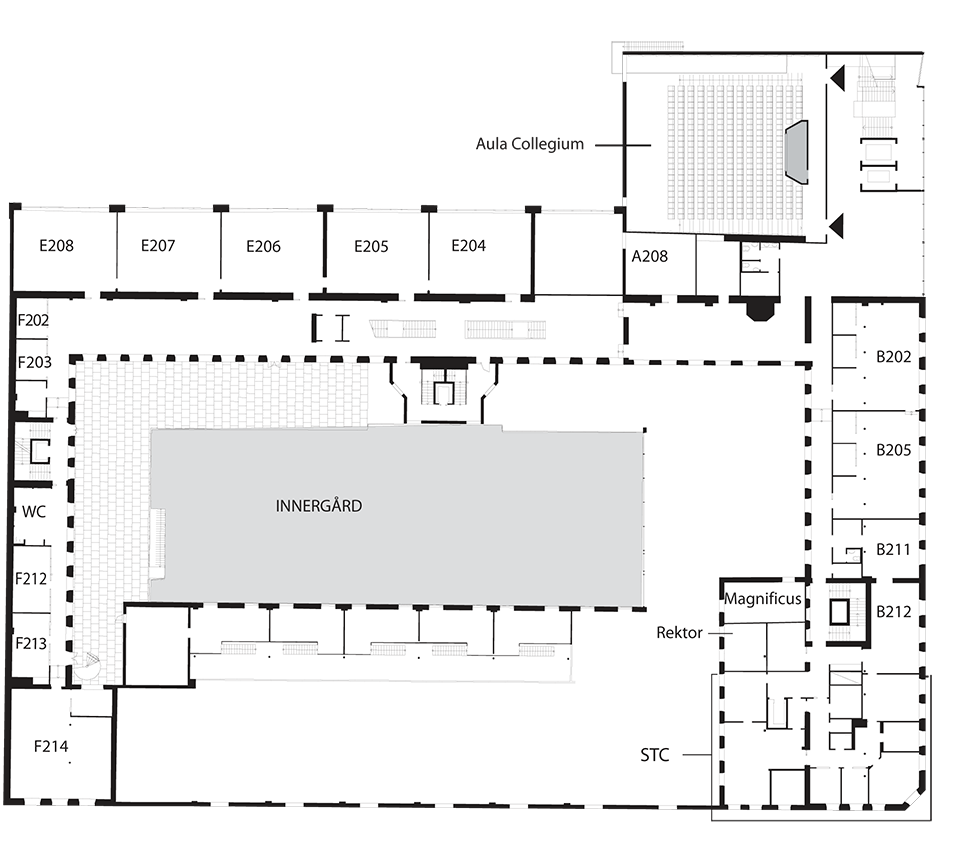 Aula Collegium
E208
E207
E206
E205
E204
A208
F202
F203
B202
B205
INNERGÅRD
WC
B211
F212
Magnificus
B212
F213
Rektor
F214
STC